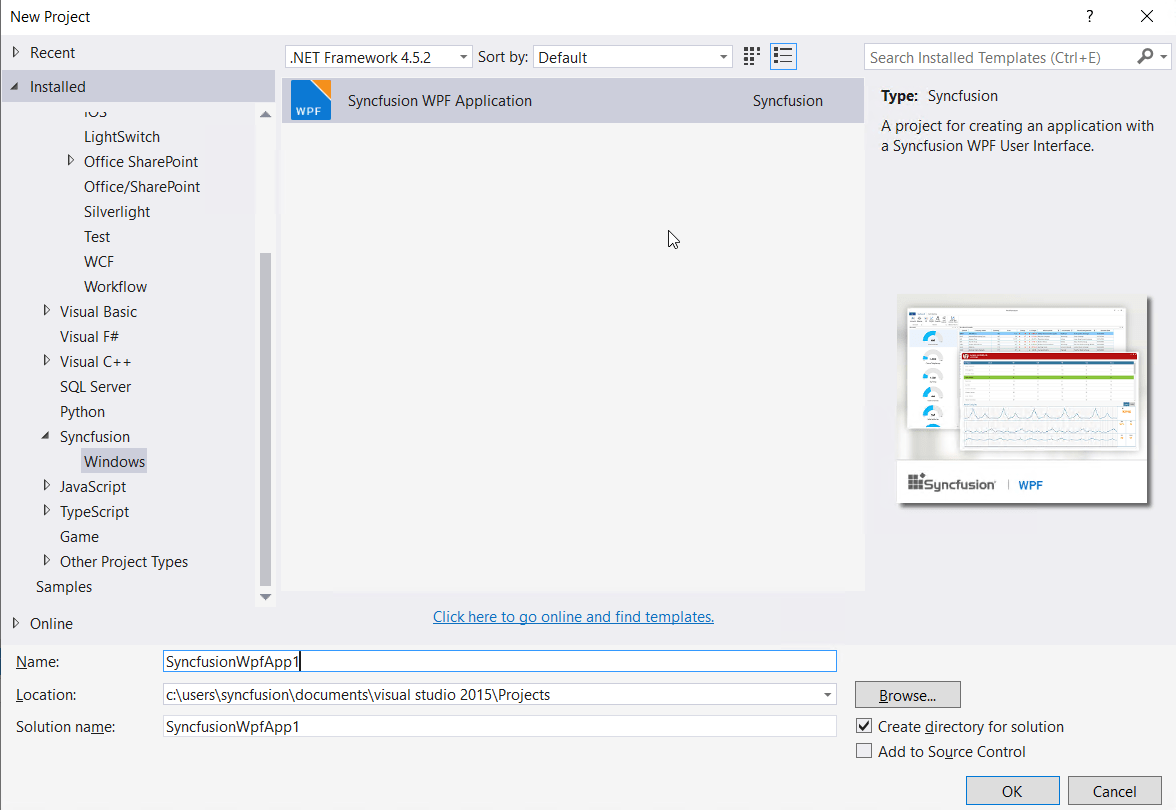 New Project
?
Recent
.NET Framework 4.5.2
Sort by:
Default
Search Installed Templates (Ctrl+E)
Installed
iOS
LightSwitch
Office SharePoint
Office/SharePoint
Silverlight
Test
WCF
Workflow
Visual Basic
Visual F#
Visual C++
SQL Server
Python
Syncfusion
Windows
JavaScript
TypeScript
Game
Other Project Types
Samples
Online
WPF
Syncfusion WPF Application
Syncfusion
Click here to go online and find templates.
Type: Syncfusion
A project for creating an application with
a Syncfusion WPF User Interface.
Syncfusion | WPF
Name:
SyncfusionWpfApp1
Location:
c:\users\syncfusion\documents\visual studio 2015\Projects
Browse...
Solution name:
SyncfusionWpfApp1
Create directory for solution
Add to Source Control
OK
Cancel